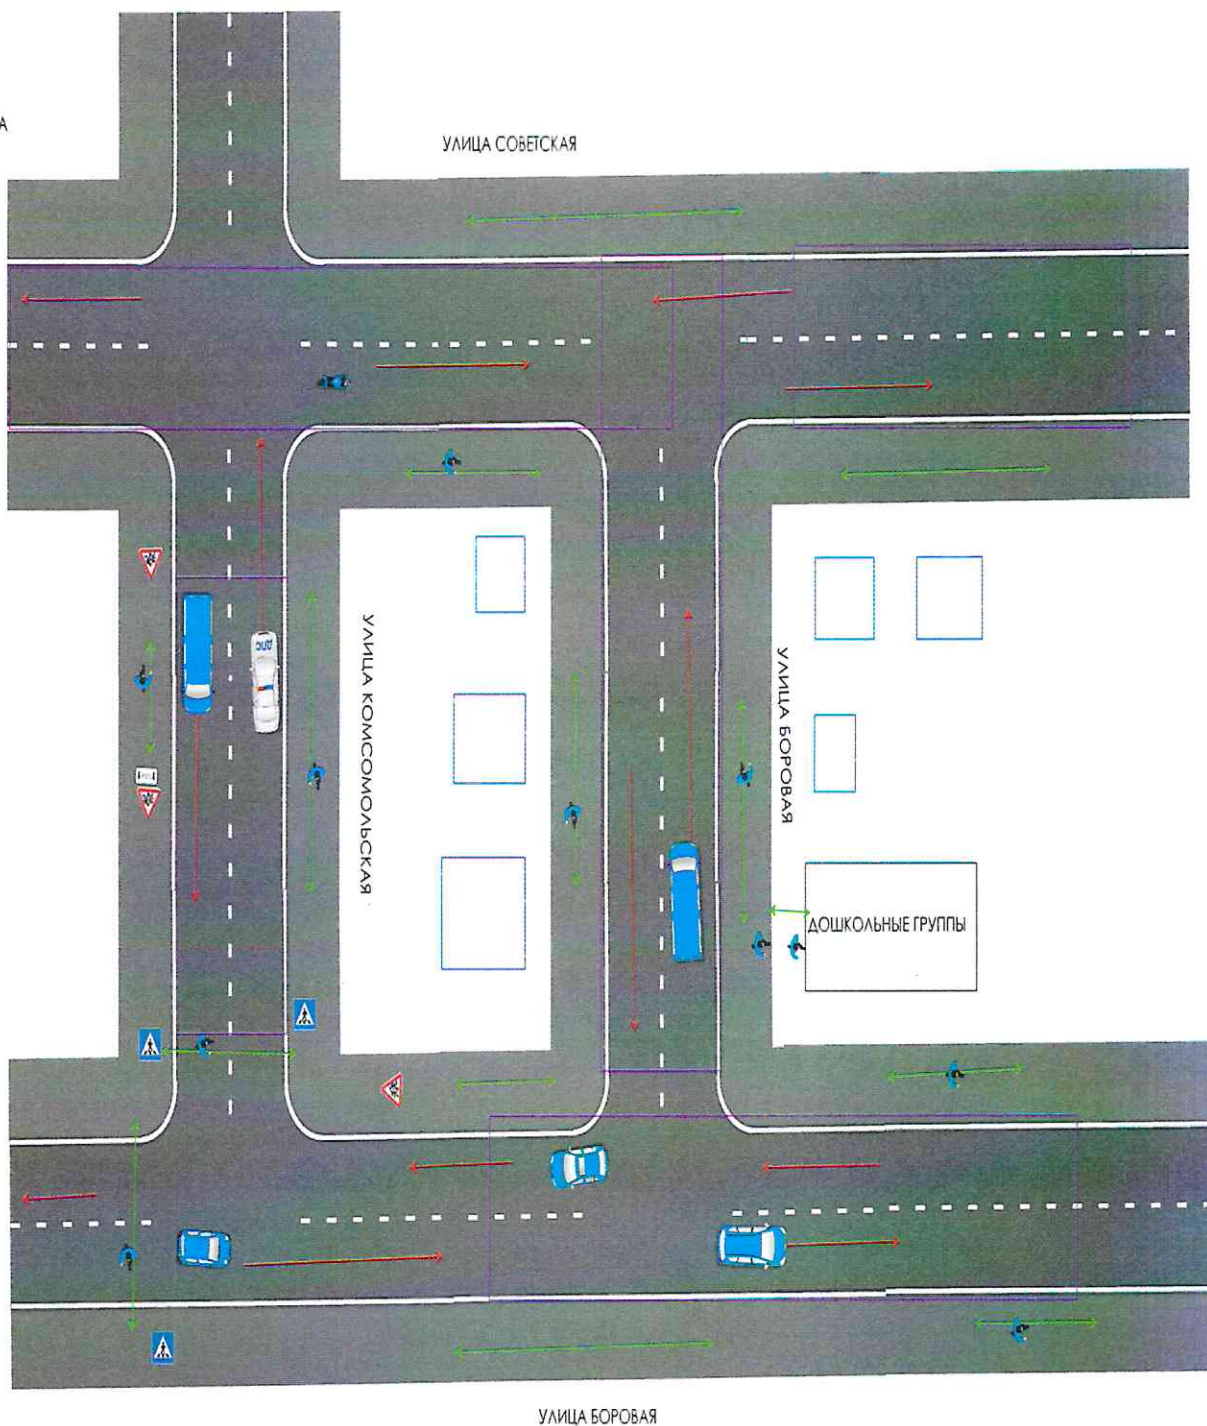 А
УЛИЦА СОВЕТСКАЯ
ДПС
УЛИЦА КОМСОМОЛЬСКАЯ
УЛИЦА БОРОВАЯ
ДОШКОЛЬНЫЕ ГРУППЫ
УЛИЦА БОРОВАЯ